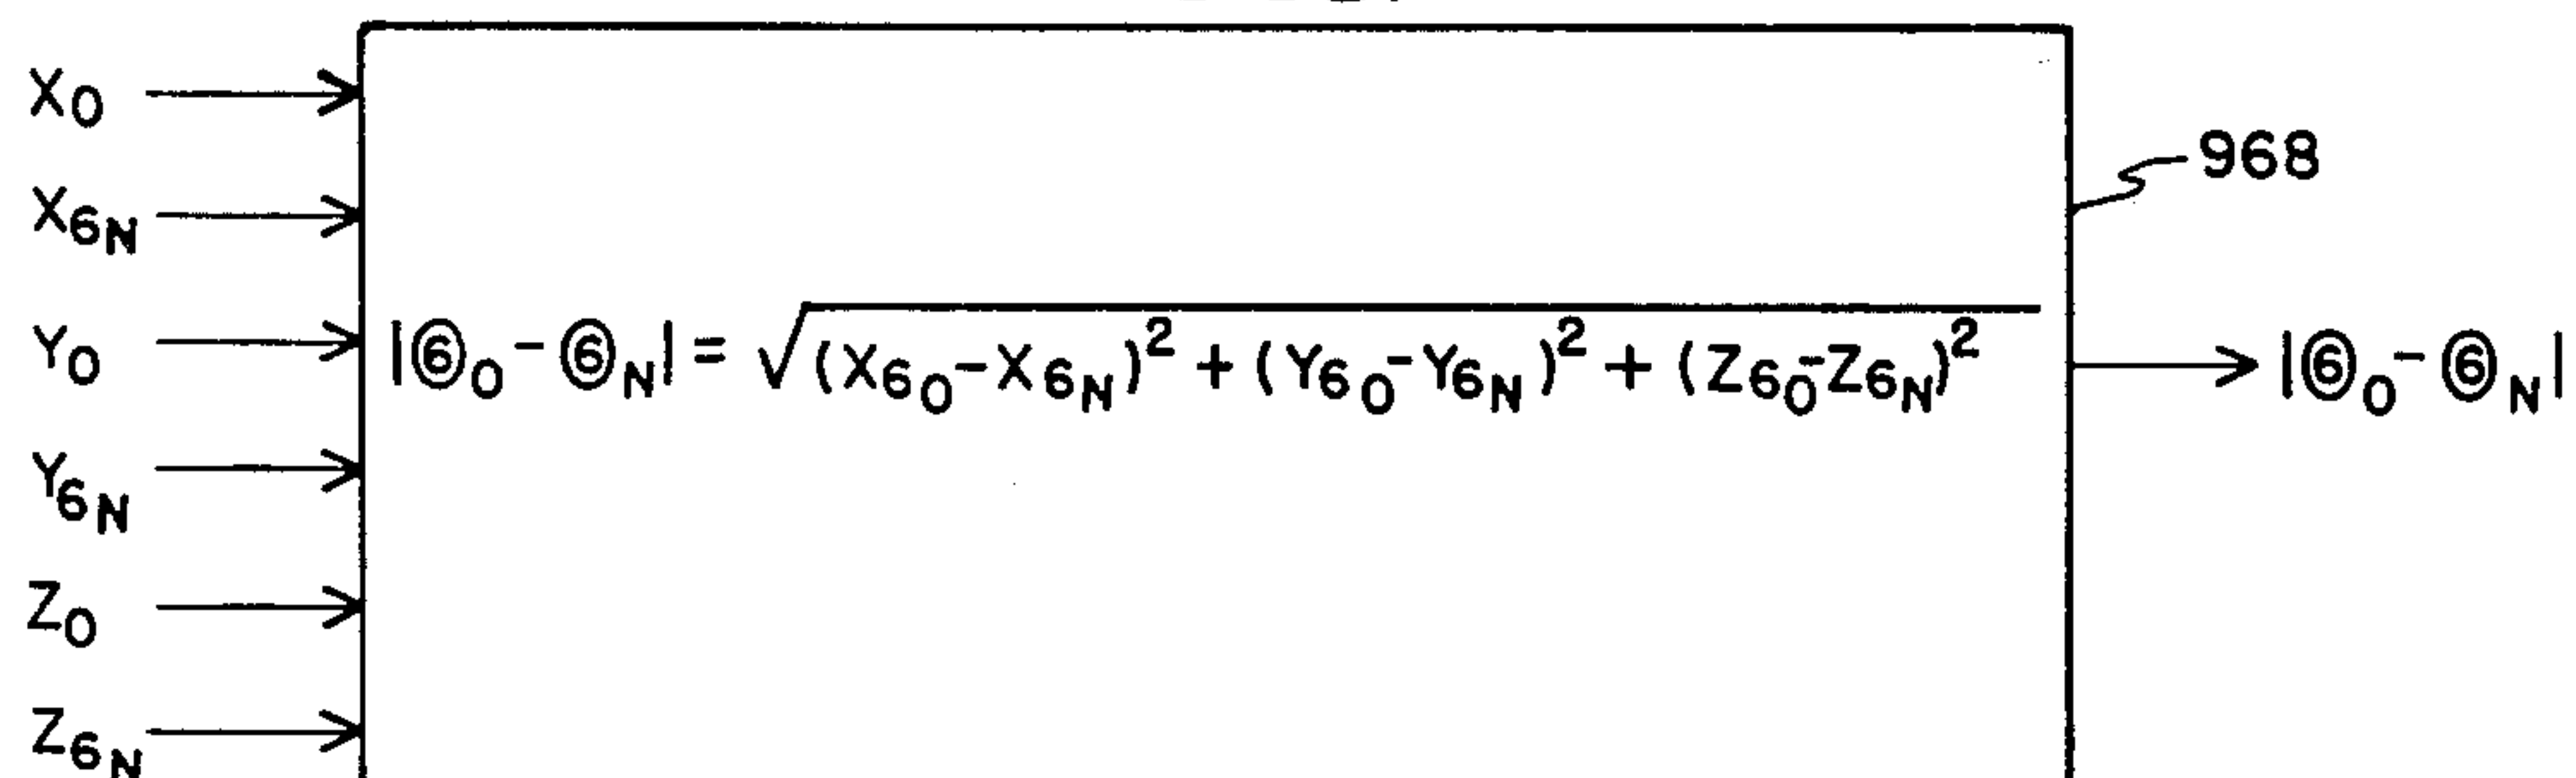 X₀
X₆N
Y₀
Y₆N
Z₀
Z₆N
|⑥₀ - ⑥N| = √(X₆₀-X₆N)² + (Y₆₀-Y₆N)² + (Z₆₀-Z₆N)²
968
|⑥₀ - ⑥N|